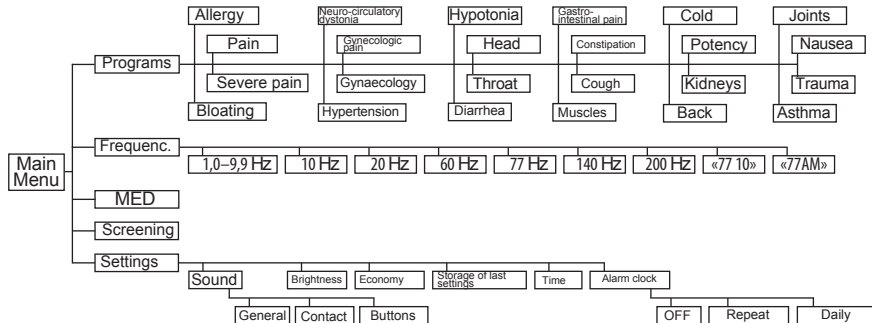 Allergy
Neuro-circulatory
dystonia
Hypotonia
Gastro-
intestinal pain
Cold
Joints
Pain
Gynecologic
pain
Head
Constipation
Potency
Nausea
Programs
Severe pain
Gynaecology
Throat
Cough
Kidneys
Trauma
Bloating
Hypertension
Diarrhea
Muscles
Back
Asthma
Main
Menu
Frequenc.
1,0–9,9 Hz
10 Hz
20 Hz
60 Hz
77 Hz
140 Hz
200 Hz
«77 10»
«77AM»
MED
Screening
Settings
Sound
Brightness
Economy
Storage of last
settings
Time
Alarm clock
General
Contact
Buttons
OFF
Repeat
Daily